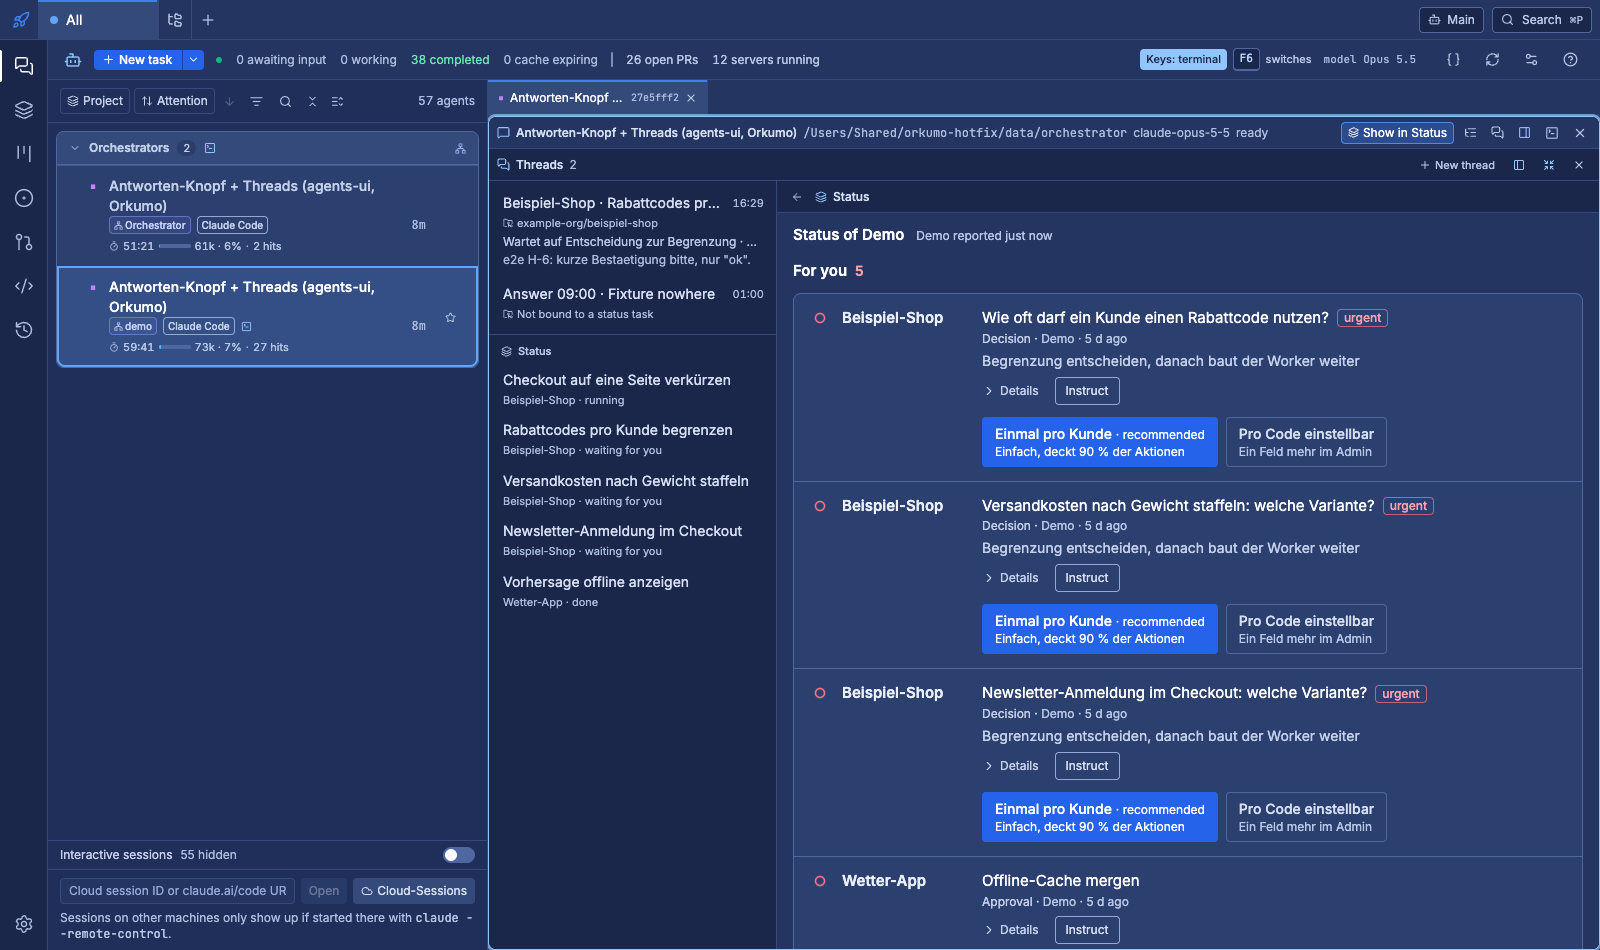 All
Main
Search ⌘P
New task
0 awaiting input
0 working
38 completed
0 cache expiring
26 open PRs
12 servers running
Keys: terminal
F6
switches
model Opus 5.5
Project
Attention
57 agents
Orchestrators 2
Antworten-Knopf + Threads (agents-ui,
Orkumo)
Orchestrator
Claude Code
8m
51:21
61k · 6% · 2 hits
Antworten-Knopf + Threads (agents-ui,
Orkumo)
demo
Claude Code
8m
59:41
73k · 7% · 27 hits
Interactive sessions 55 hidden
Cloud session ID or claude.ai/code UR
Open
Cloud-Sessions
Sessions on other machines only show up if started there with claude -
-remote-control.
Antworten-Knopf ... 27e5fff2
Antworten-Knopf + Threads (agents-ui, Orkumo) /Users/Shared/orkumo-hotfix/data/orchestrator claude-opus-5-5 ready
Show in Status
Threads 2
New thread
Beispiel-Shop · Rabattcodes pr... 16:29
example-org/beispiel-shop
Wartet auf Entscheidung zur Begrenzung · ...
e2e H-6: kurze Bestaetigung bitte, nur "ok".
Answer 09:00 · Fixture nowhere 01:00
Not bound to a status task
Status
Checkout auf eine Seite verkürzen
Beispiel-Shop · running
Rabattcodes pro Kunde begrenzen
Beispiel-Shop · waiting for you
Versandkosten nach Gewicht staffeln
Beispiel-Shop · waiting for you
Newsletter-Anmeldung im Checkout
Beispiel-Shop · waiting for you
Vorhersage offline anzeigen
Wetter-App · done
Status
Status of Demo Demo reported just now
For you 5
Beispiel-Shop
Wie oft darf ein Kunde einen Rabattcode nutzen? urgent
Decision · Demo · 5 d ago
Begrenzung entscheiden, danach baut der Worker weiter
Details
Instruct
Einmal pro Kunde · recommended
Einfach, deckt 90 % der Aktionen
Pro Code einstellbar
Ein Feld mehr im Admin
Beispiel-Shop
Versandkosten nach Gewicht staffeln: welche Variante? urgent
Decision · Demo · 5 d ago
Begrenzung entscheiden, danach baut der Worker weiter
Details
Instruct
Einmal pro Kunde · recommended
Einfach, deckt 90 % der Aktionen
Pro Code einstellbar
Ein Feld mehr im Admin
Beispiel-Shop
Newsletter-Anmeldung im Checkout: welche Variante? urgent
Decision · Demo · 5 d ago
Begrenzung entscheiden, danach baut der Worker weiter
Details
Instruct
Einmal pro Kunde · recommended
Einfach, deckt 90 % der Aktionen
Pro Code einstellbar
Ein Feld mehr im Admin
Wetter-App
Offline-Cache mergen
Approval · Demo · 5 d ago
Details
Instruct